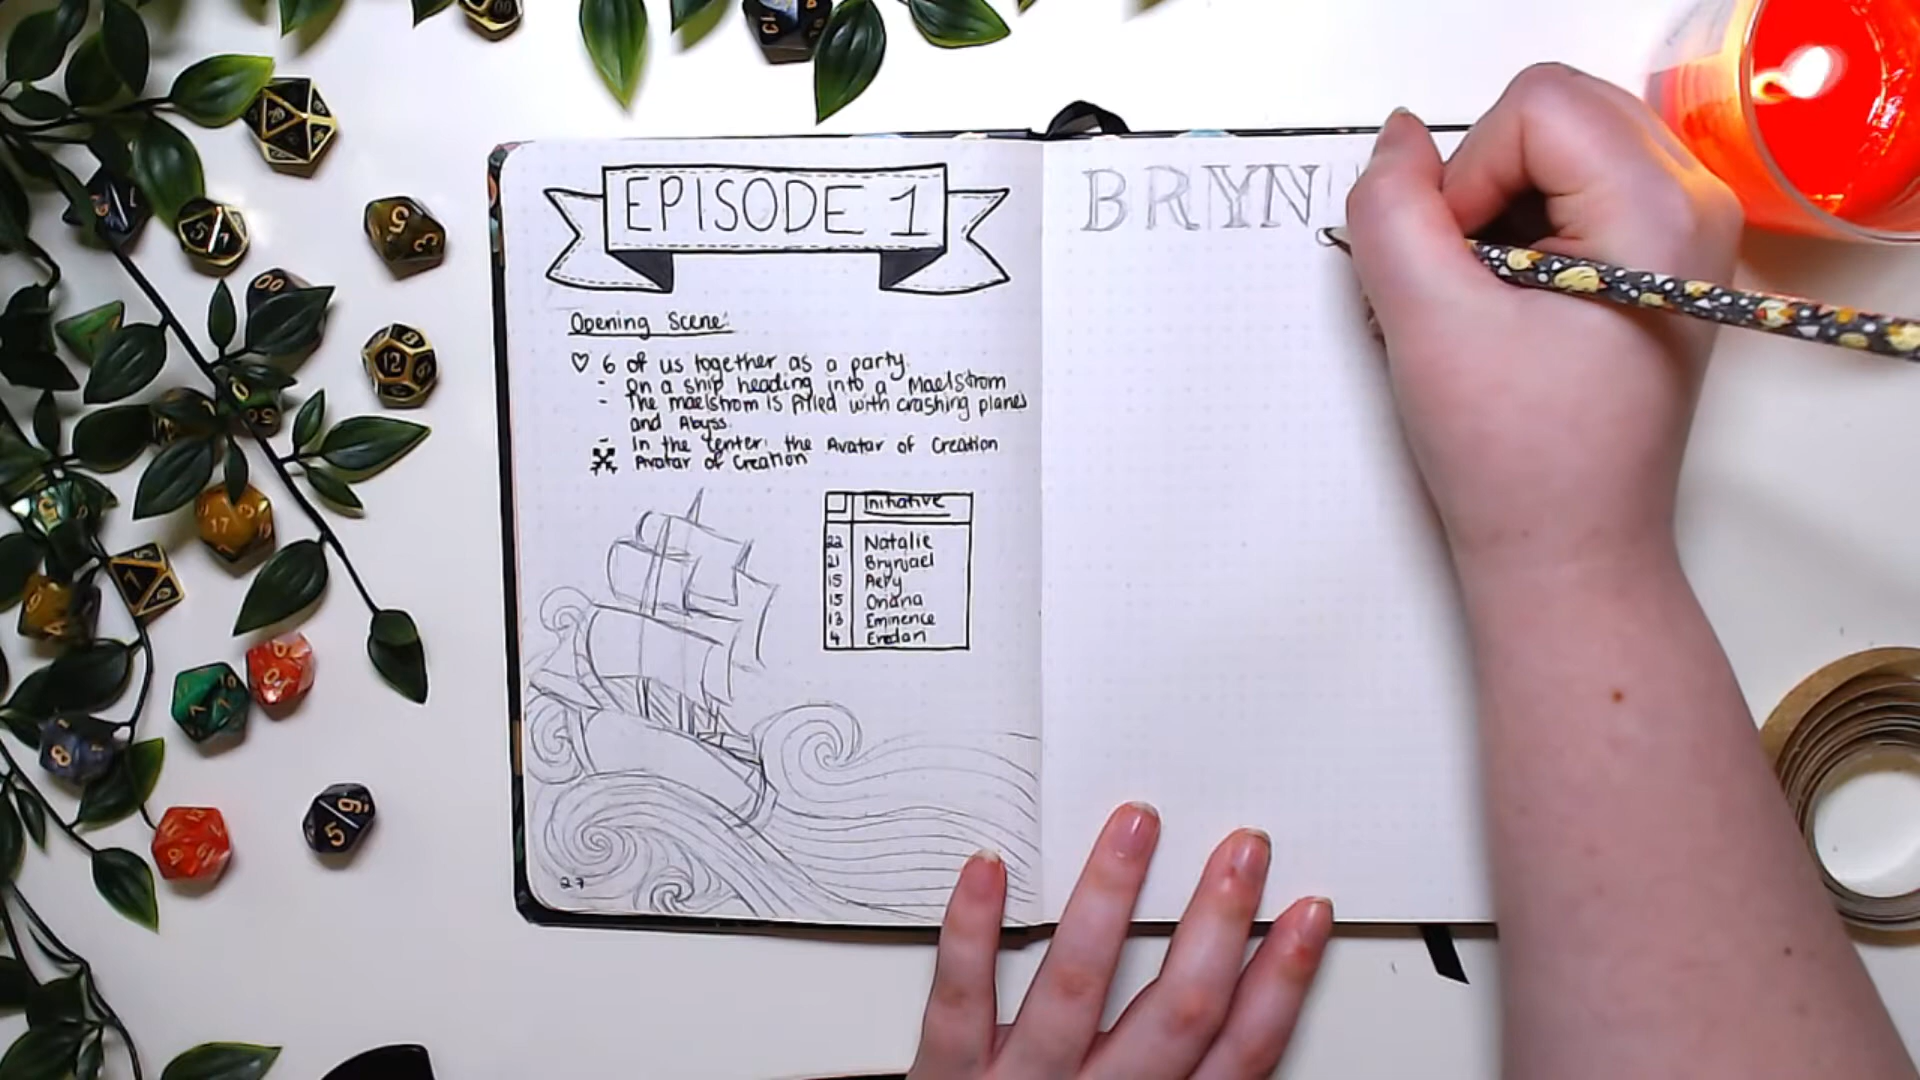 EPISODE 1
Opening Scene:
♡ 6 of us together as a party.
- On a ship heading into a Maelstrom
- The maelstrom is filled with crashing planes
and Abyss.
- In the center: the Avatar of Creation
Avatar of Creation
Initiative
22 Natalie
21 Brynjael
15
15 Oriana
13 Eminence
4 Erodan
27
BRYN